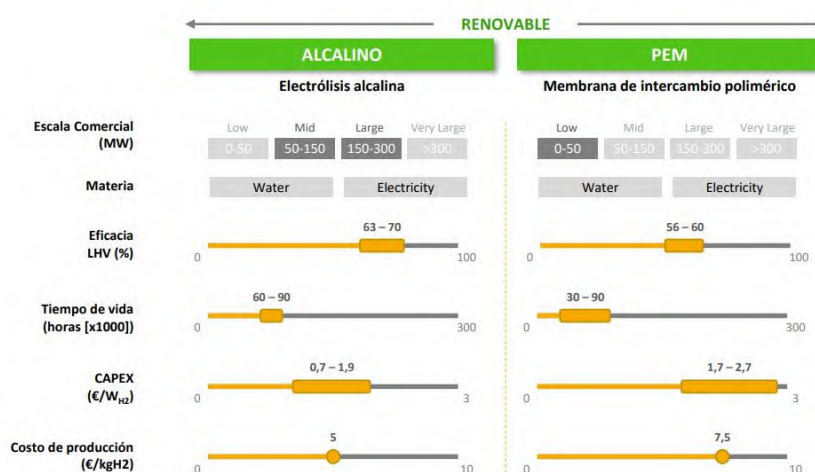 RENOVABLE
ALCALINO PEM
Electrólisis alcalina Membrana de intercambio polimérico
Escala Comercial
(MW)
Low Mid Large Very Large Low Mid Large Very Large
0-50 50-150 150-300 >300 0-50 50-150 150-300 >300
Materia Water Electricity Water Electricity
Eficacia
LHV (%)
63 – 70 56 – 60
0 100 0 100
Tiempo de vida
(horas [x1000])
60 – 90 30 – 90
0 300 0 300
CAPEX
(€/WH2)
0,7 – 1,9 1,7 – 2,7
0 3 0 3
Costo de producción
(€/kgH2)
5 7,5
0 10 0 10